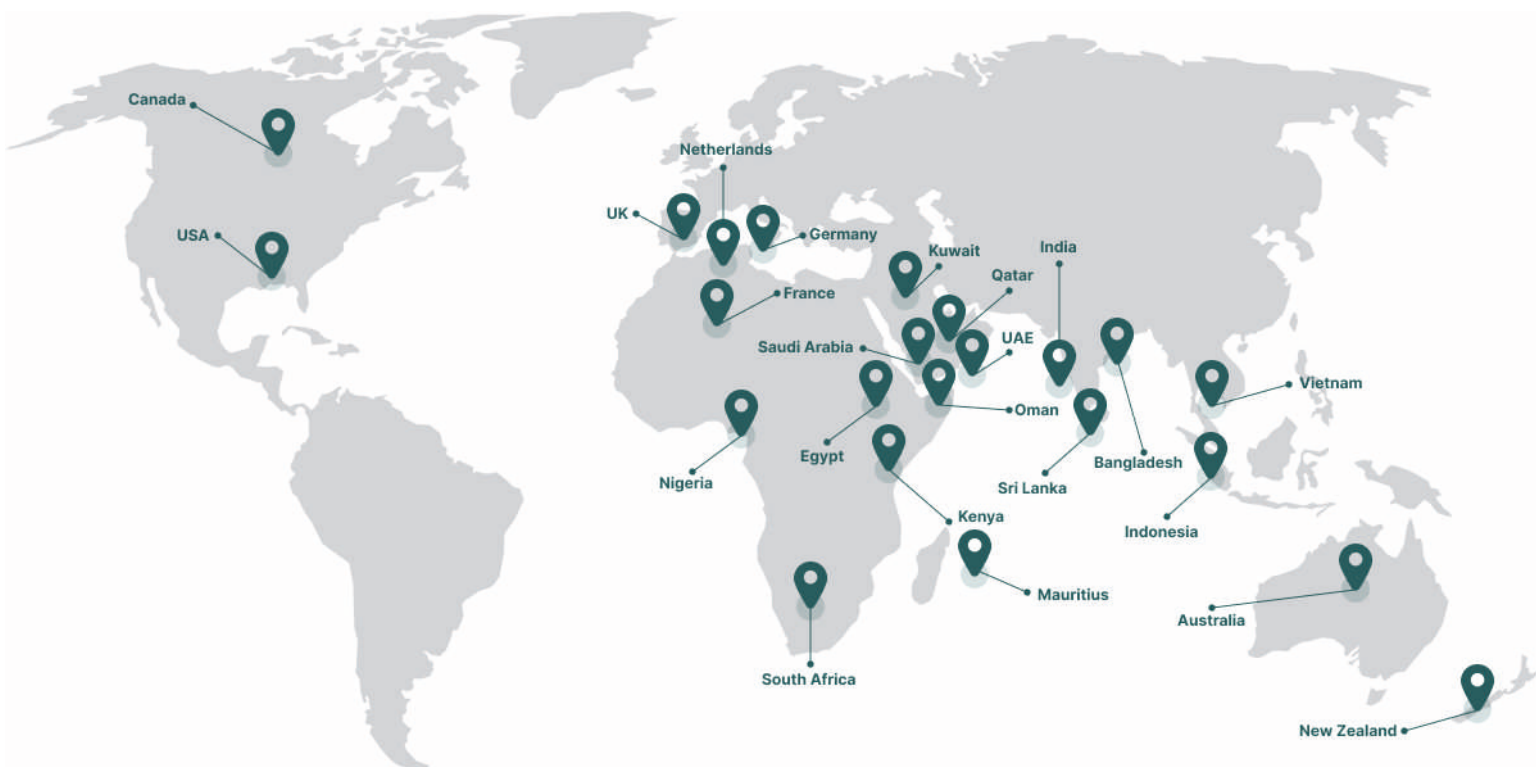 Canada
Netherlands
UK
USA
Germany
Kuwait
India
Qatar
France
UAE
Saudi Arabia
Vietnam
Oman
Egypt
Bangladesh
Nigeria
Sri Lanka
Kenya
Indonesia
Mauritius
Australia
South Africa
New Zealand